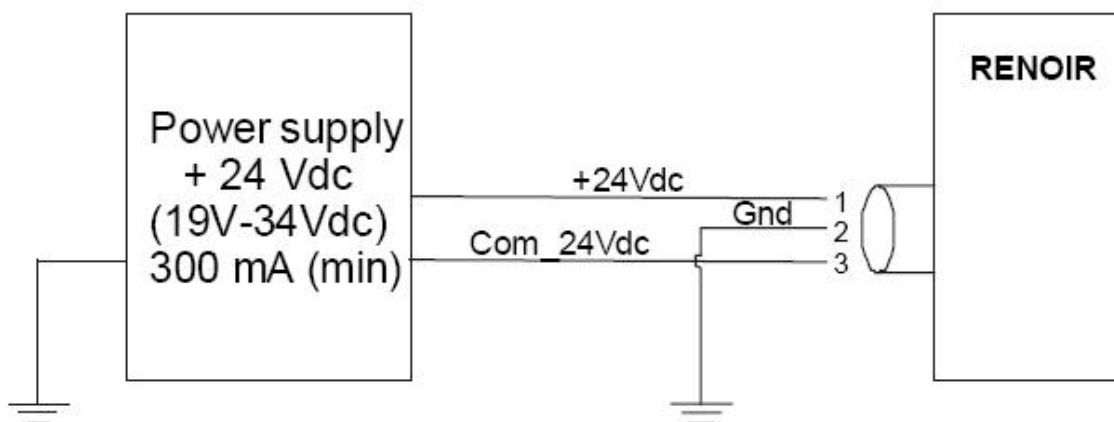 RENOIR
Power supply
+ 24 Vdc
(19V-34Vdc)
300 mA (min)
+24Vdc
Gnd
Com_24Vdc
1
2
3